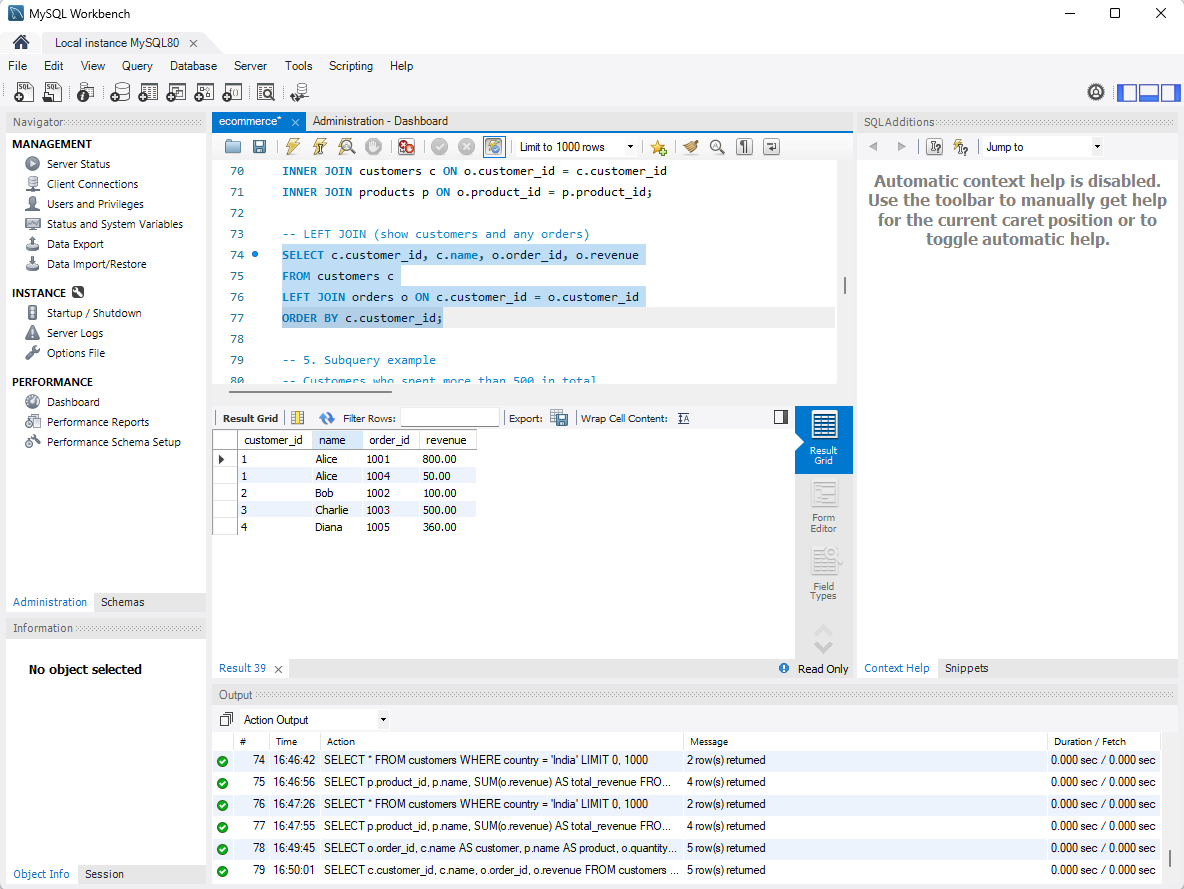 MySQL Workbench
Local instance MySQL80
File Edit View Query Database Server Tools Scripting Help
Navigator
MANAGEMENT
Server Status
Client Connections
Users and Privileges
Status and System Variables
Data Export
Data Import/Restore
INSTANCE
Startup / Shutdown
Server Logs
Options File
PERFORMANCE
Dashboard
Performance Reports
Performance Schema Setup
Administration Schemas
Information
No object selected
Object Info Session
ecommerce* Administration - Dashboard
Limit to 1000 rows
70 INNER JOIN customers c ON o.customer_id = c.customer_id
71 INNER JOIN products p ON o.product_id = p.product_id;
72
73 -- LEFT JOIN (show customers and any orders)
74 SELECT c.customer_id, c.name, o.order_id, o.revenue
75 FROM customers c
76 LEFT JOIN orders o ON c.customer_id = o.customer_id
77 ORDER BY c.customer_id;
78
79 -- 5. Subquery example
80 -- Customers who spent more than 500 in total
Result Grid Filter Rows: Export: Wrap Cell Content:
customer_id name order_id revenue
1 Alice 1001 800.00
1 Alice 1004 50.00
2 Bob 1002 100.00
3 Charlie 1003 500.00
4 Diana 1005 360.00
Result
Grid
Form
Editor
Field
Types
Result 39
Read Only
SQLAdditions
Jump to
Automatic context help is disabled.
Use the toolbar to manually get help
for the current caret position or to
toggle automatic help.
Context Help Snippets
Output
Action Output
# Time Action Message Duration / Fetch
74 16:46:42 SELECT * FROM customers WHERE country = 'India' LIMIT 0, 1000 2 row(s) returned 0.000 sec / 0.000 sec
75 16:46:56 SELECT p.product_id, p.name, SUM(o.revenue) AS total_revenue FRO... 4 row(s) returned 0.000 sec / 0.000 sec
76 16:47:26 SELECT * FROM customers WHERE country = 'India' LIMIT 0, 1000 2 row(s) returned 0.000 sec / 0.000 sec
77 16:47:55 SELECT p.product_id, p.name, SUM(o.revenue) AS total_revenue FRO... 4 row(s) returned 0.000 sec / 0.000 sec
78 16:49:45 SELECT o.order_id, c.name AS customer, p.name AS product, o.quantity... 5 row(s) returned 0.000 sec / 0.000 sec
79 16:50:01 SELECT c.customer_id, c.name, o.order_id, o.revenue FROM customers ... 5 row(s) returned 0.000 sec / 0.000 sec